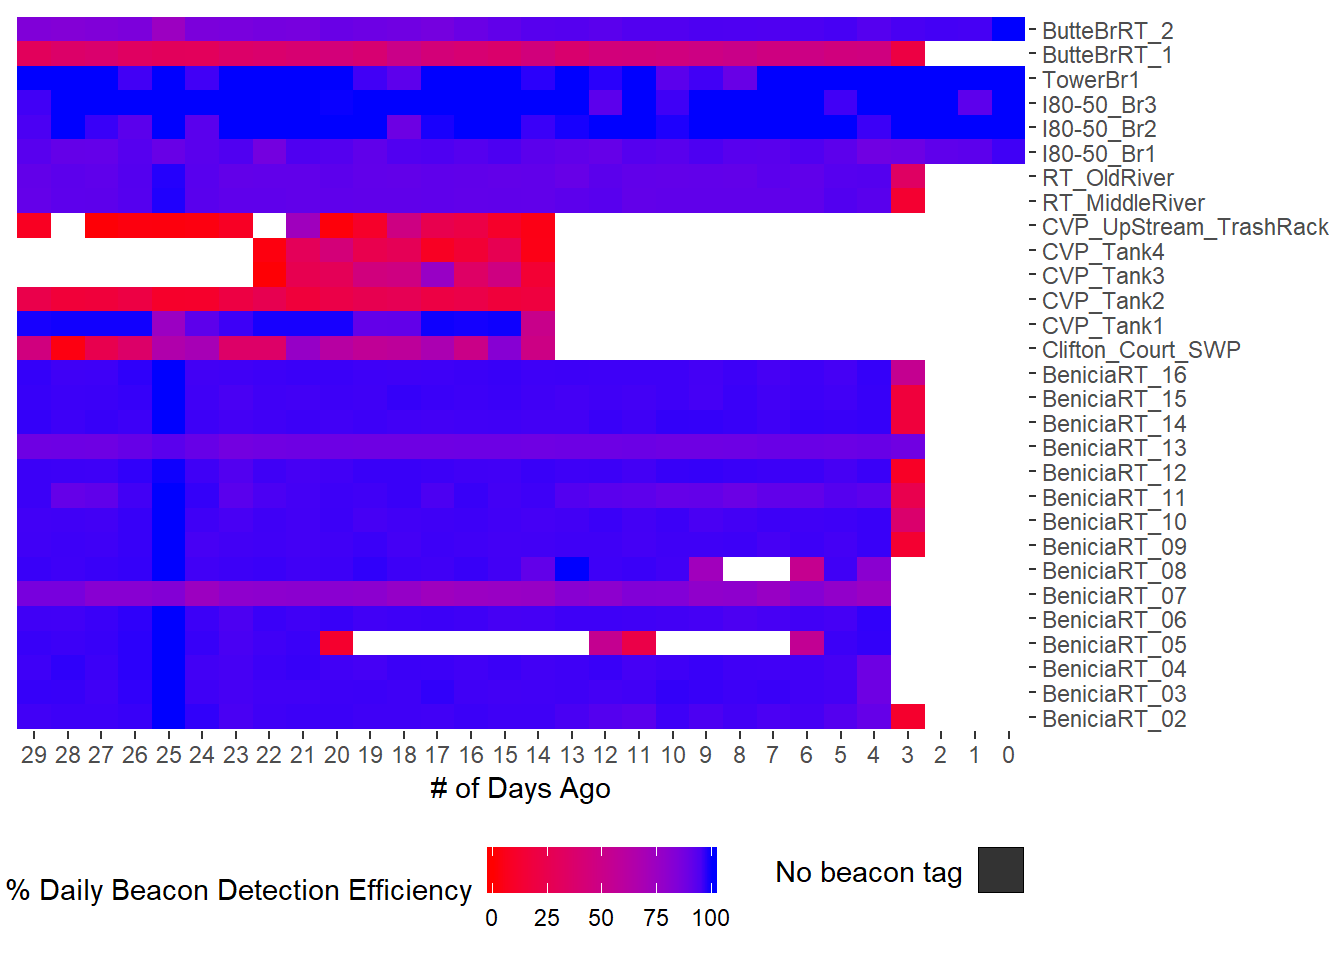 ButteBrRT_2
ButteBrRT_1
TowerBr1
I80-50_Br3
I80-50_Br2
I80-50_Br1
RT_OldRiver
RT_MiddleRiver
CVP_UpStream_TrashRack
CVP_Tank4
CVP_Tank3
CVP_Tank2
CVP_Tank1
Clifton_Court_SWP
BeniciaRT_16
BeniciaRT_15
BeniciaRT_14
BeniciaRT_13
BeniciaRT_12
BeniciaRT_11
BeniciaRT_10
BeniciaRT_09
BeniciaRT_08
BeniciaRT_07
BeniciaRT_06
BeniciaRT_05
BeniciaRT_04
BeniciaRT_03
BeniciaRT_02
29 28 27 26 25 24 23 22 21 20 19 18 17 16 15 14 13 12 11 10 9 8 7 6 5 4 3 2 1 0
# of Days Ago
% Daily Beacon Detection Efficiency
0 25 50 75 100
No beacon tag